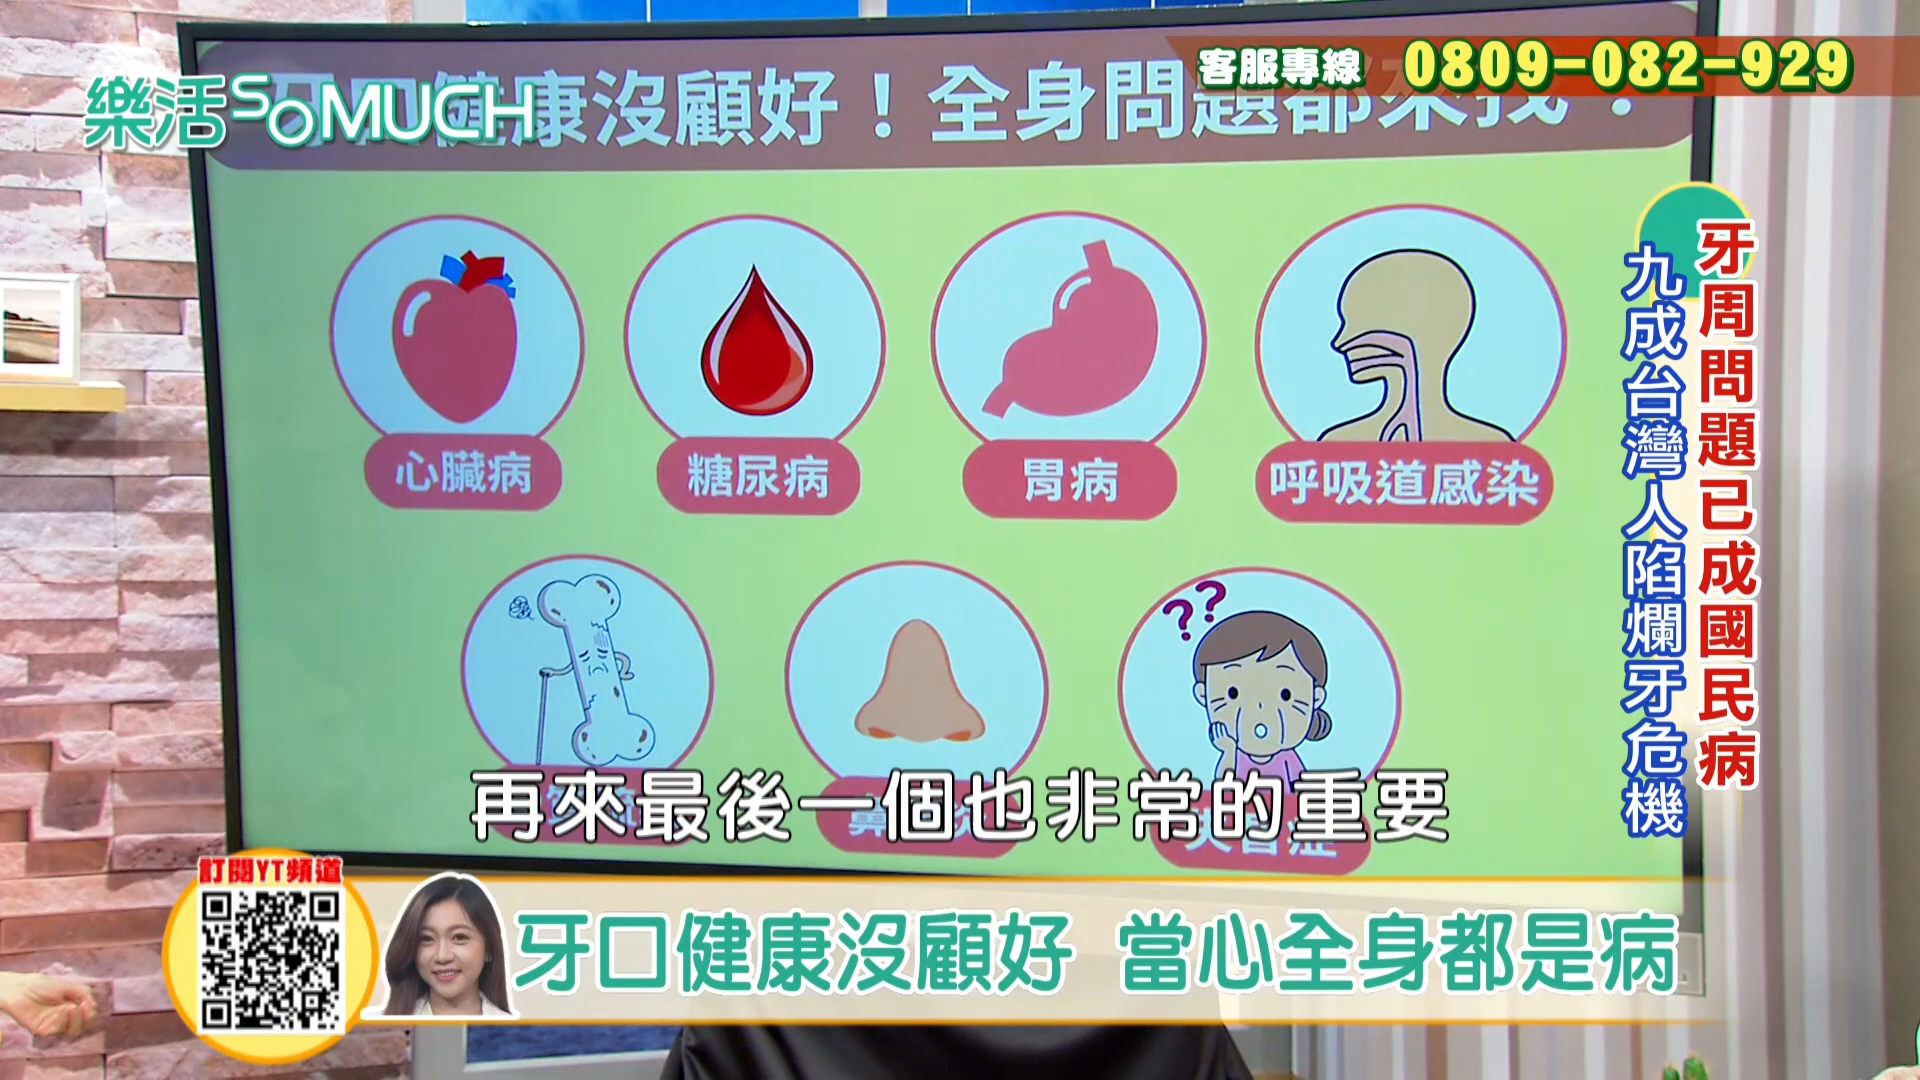 客服專線 0809-082-929
樂活SOMUCH
健康沒顧好！全身問題都來找！
牙周問題已成國民病
九成台灣人陷爛牙危機
心臟病
糖尿病
胃病
呼吸道感染
??
再來最後一個也非常的重要
訂閱YT頻道
牙口健康沒顧好 當心全身都是病